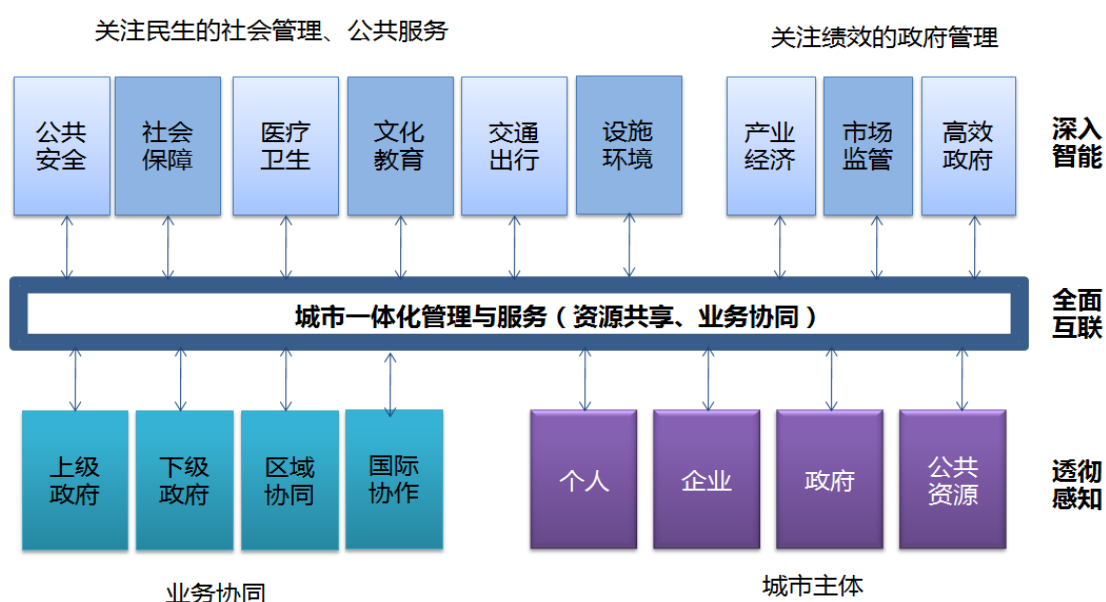 关注民生的社会管理、公共服务
关注绩效的政府管理
公共
安全
社会
保障
医疗
卫生
文化
教育
交通
出行
设施
环境
产业
经济
市场
监管
高效
政府
深入
智能
城市一体化管理与服务（资源共享、业务协同）
全面
互联
上级
政府
下级
政府
区域
协同
国际
协作
个人
企业
政府
公共
资源
透彻
感知
业务协同
城市主体